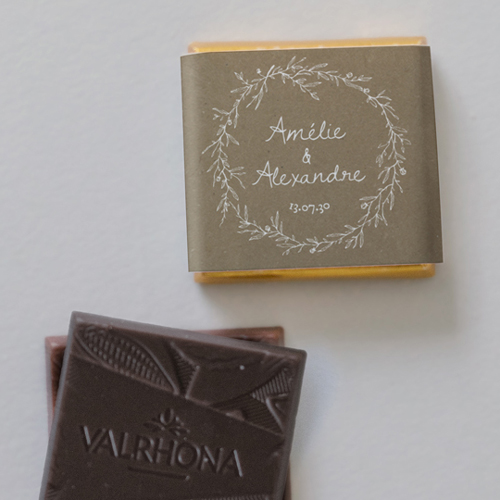 Amélie
&
Alexandre
13.07.30
VALRHONA